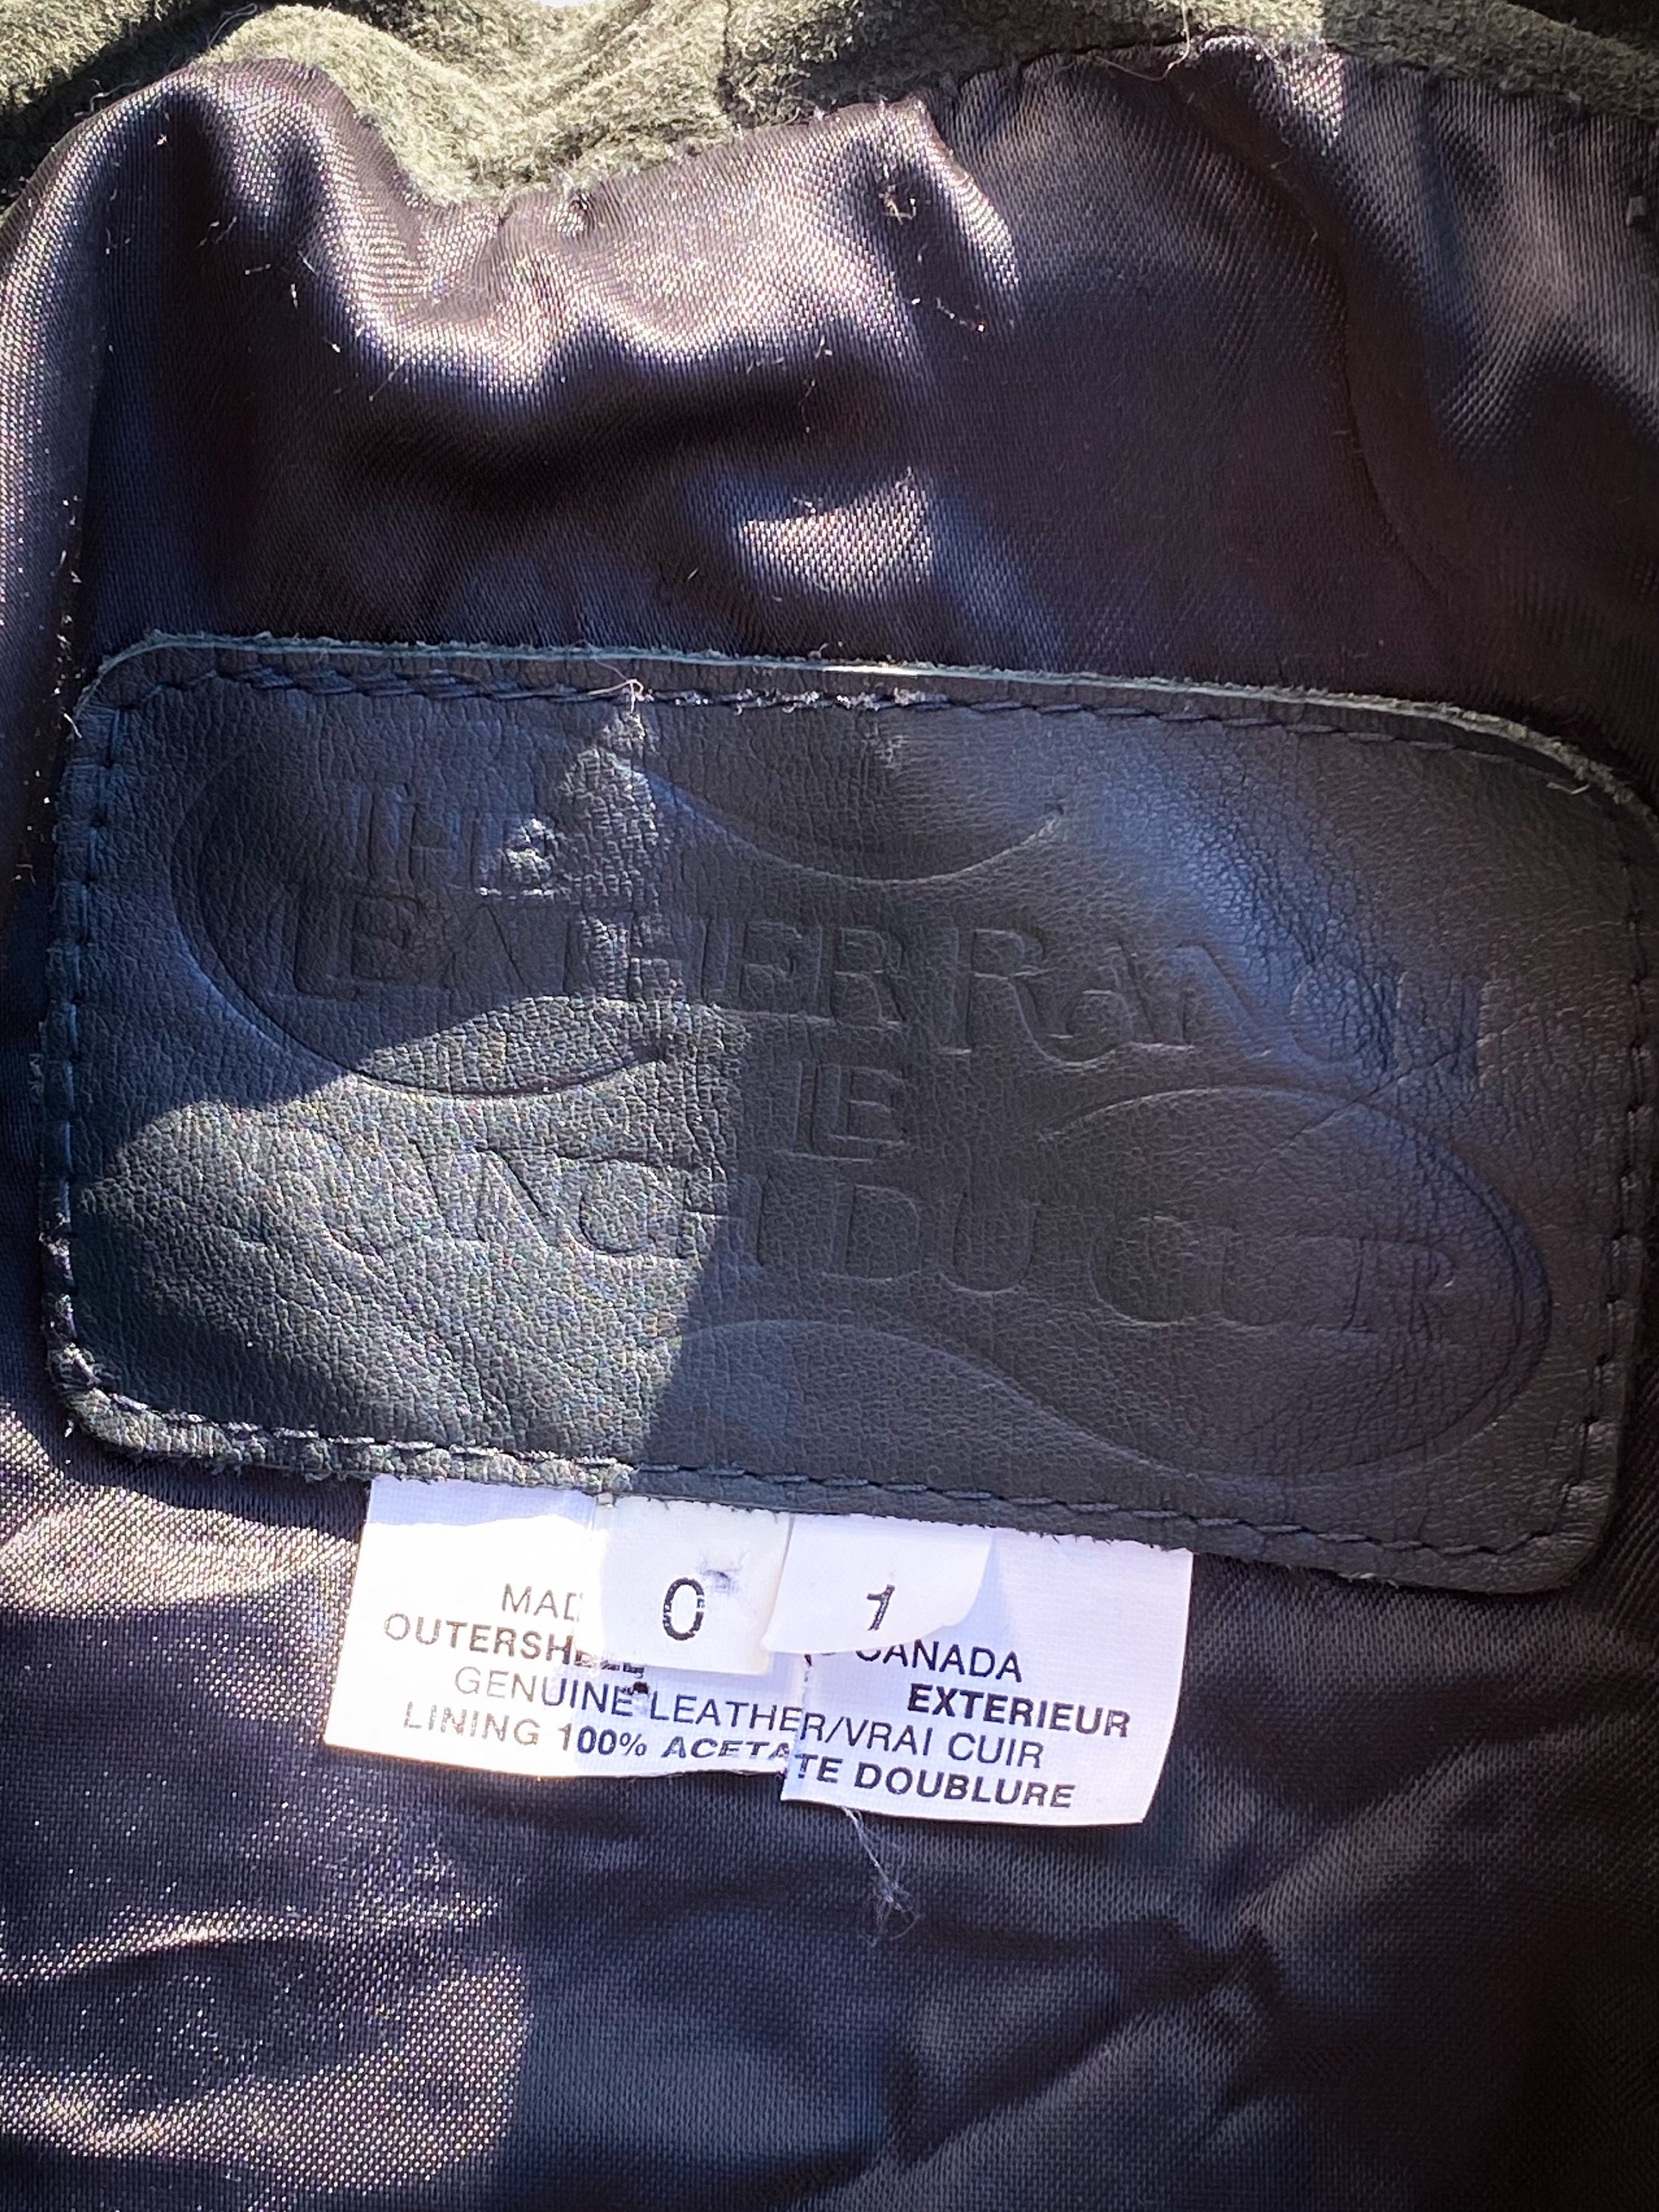 THE
LEATHER RANCH
LE
RANCH DU CUIR
0 1
MAD CANADA
OUTERSHELL EXTERIEUR
GENUINE LEATHER/VRAI CUIR
LINING 100% ACETATE DOUBLURE